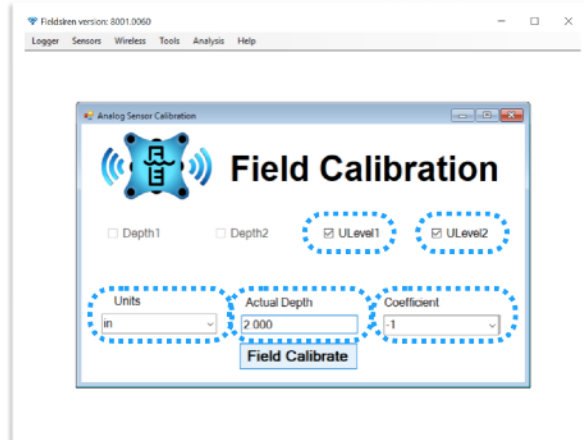 Fieldsiren version: 8001.0060
Logger Sensors Wireless Tools Analysis Help
Analog Sensor Calibration
Field Calibration
Depth1 Depth2 ULevel1 ULevel2
Units Actual Depth Coefficient
in 2.000 -1
Field Calibrate